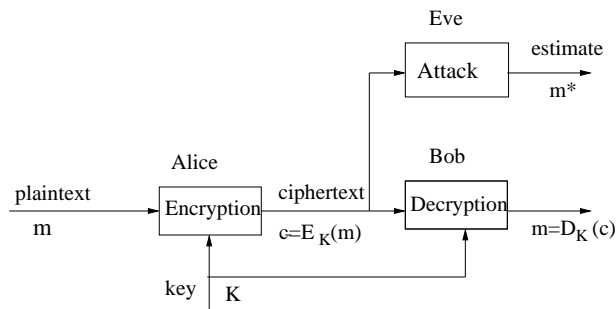 Eve
Attack
estimate
m*
Alice
Bob
plaintext
m
Encryption
ciphertext
c=E_K(m)
Decryption
m=D_K(c)
key
K